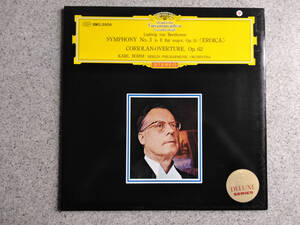 Ludwig van Beethoven
SYMPHONY No.3 in E flat major, Op.55《EROICA》
CORIOLAN-OVERTURE, Op. 62
KARL BÖHM BERLIN PHILHARMONIC ORCHESTRA
STEREO
DELUXE
SERIES